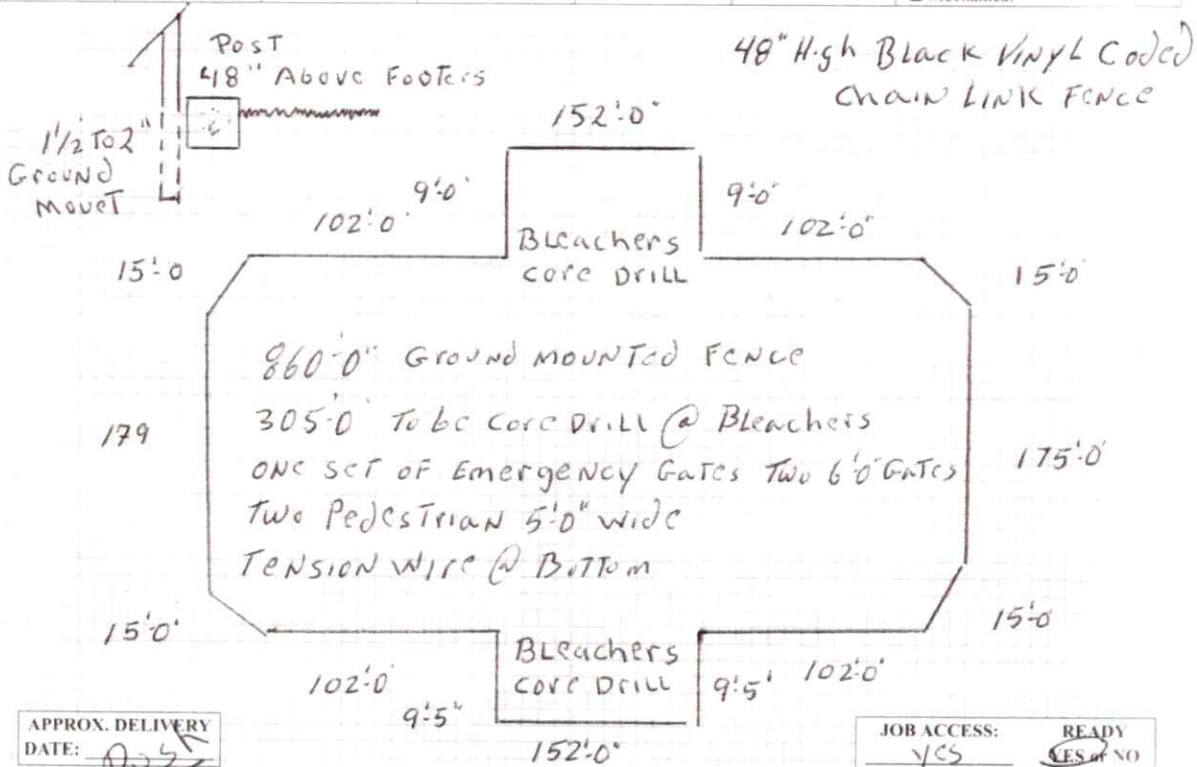 Post
48" Above Footers
48" High Black Vinyl Coded
Chain Link Fence
1 1/2 To 2"
Ground
Mouet
152'-0"
9'-0"
9'-0"
102'-0"
102'-0"
Bleachers
Core Drill
15'-0
15'-0"
860'-0" Ground Mounted Fence
305'-0" To be Core Drill @ Bleachers
179
One Set of Emergency Gates Two 6'0" Gates
175'-0"
Two Pedestrian 5'-0" Wide
Tension Wire @ Bottom
15'-0"
15'-0
Bleachers
Core Drill
102'-0"
9'-5"
9'-5"
102'-0"
152'-0"
APPROX. DELIVERY
DATE:
JOB ACCESS:
yes
READY
YES or NO